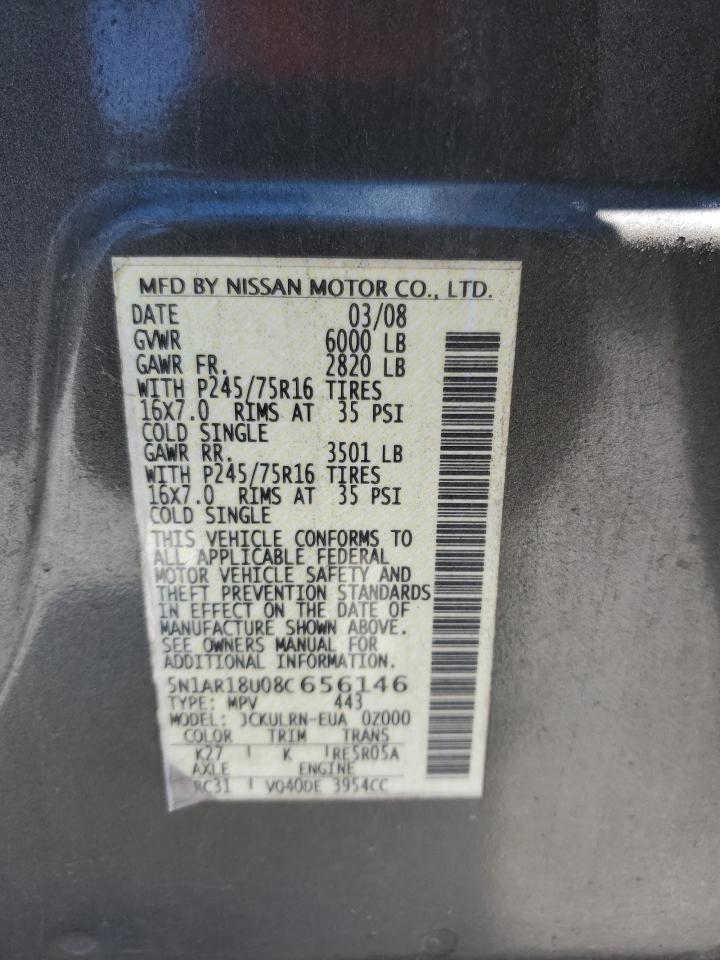 MFD BY NISSAN MOTOR CO., LTD.
DATE 03/08
GVWR 6000 LB
GAWR FR. 2820 LB
WITH P245/75R16 TIRES
16X7.0 RIMS AT 35 PSI
COLD SINGLE
GAWR RR. 3501 LB
WITH P245/75R16 TIRES
16X7.0 RIMS AT 35 PSI
COLD SINGLE
THIS VEHICLE CONFORMS TO
ALL APPLICABLE FEDERAL
MOTOR VEHICLE SAFETY AND
THEFT PREVENTION STANDARDS
IN EFFECT ON THE DATE OF
MANUFACTURE SHOWN ABOVE.
SEE OWNERS MANUAL FOR
ADDITIONAL INFORMATION.
5N1AR18U08C656146
TYPE: MPV 443
MODEL: JCKULRN-EUA 0Z000
COLOR TRIM TRANS
K27 K RE5R05A
AXLE ENGINE
RC31 VQ40DE 3954CC